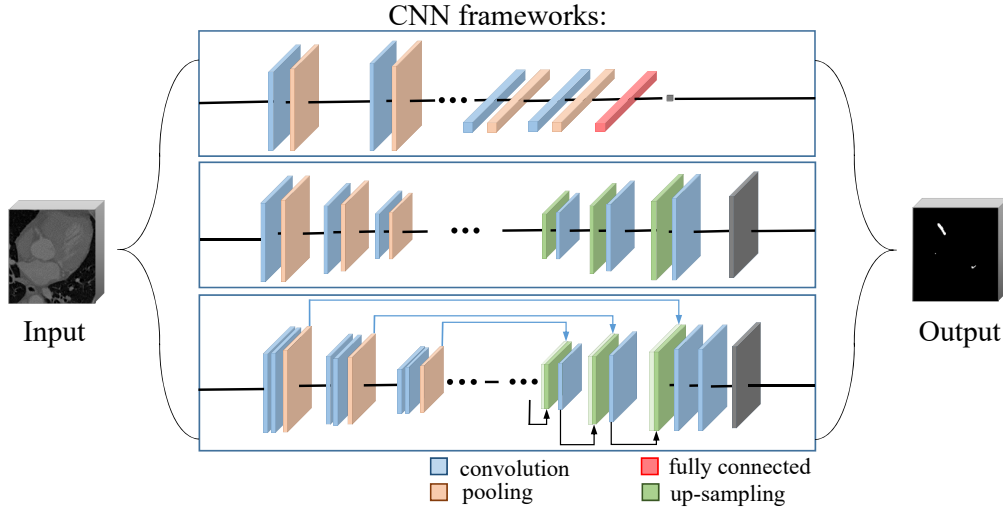 CNN frameworks:
Input
Output
convolution
fully connected
pooling
up-sampling